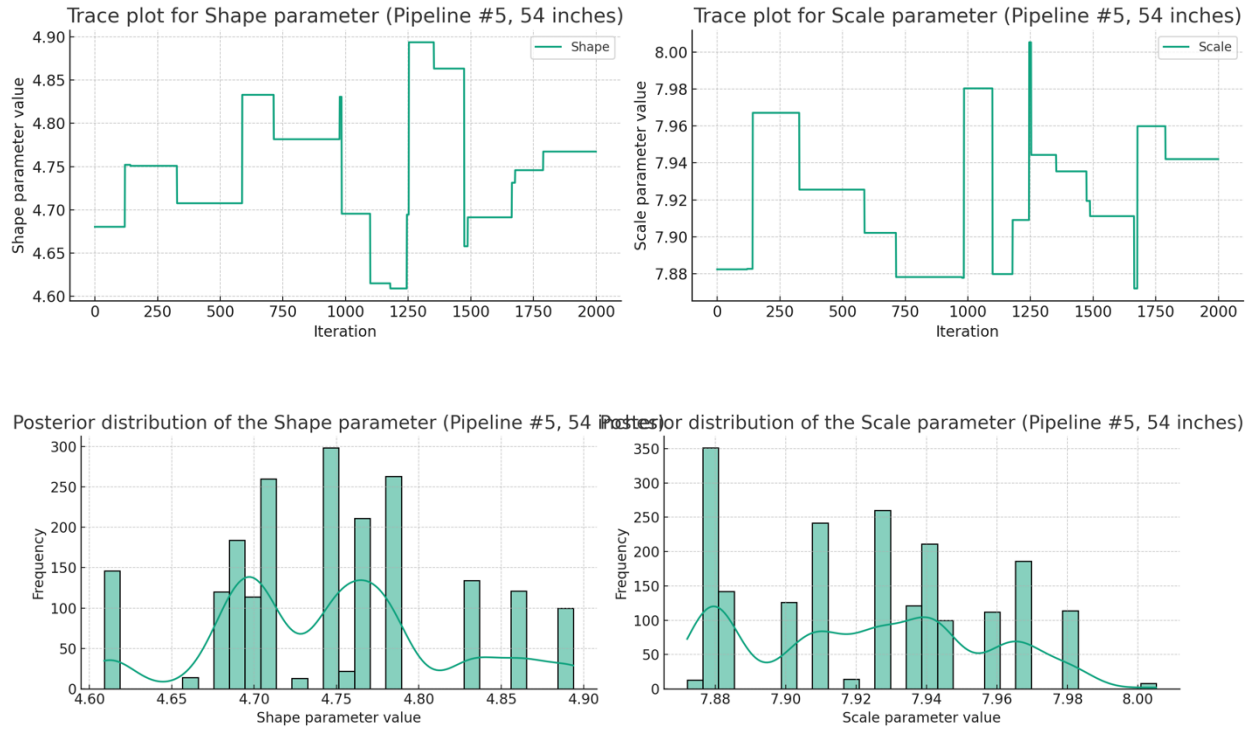 Trace plot for Shape parameter (Pipeline #5, 54 inches)
4.90
4.85
4.80
4.75
4.70
4.65
4.60
Shape parameter value
Shape
0 250 500 750 1000 1250 1500 1750 2000
Iteration
Trace plot for Scale parameter (Pipeline #5, 54 inches)
8.00
7.98
7.96
7.94
7.92
7.90
7.88
Scale parameter value
Scale
0 250 500 750 1000 1250 1500 1750 2000
Iteration
Posterior distribution of the Shape parameter (Pipeline #5, 54 inches)
300
250
200
150
100
50
0
Frequency
4.60 4.65 4.70 4.75 4.80 4.85 4.90
Shape parameter value
Posterior distribution of the Scale parameter (Pipeline #5, 54 inches)
350
300
250
200
150
100
50
0
Frequency
7.88 7.90 7.92 7.94 7.96 7.98 8.00
Scale parameter value